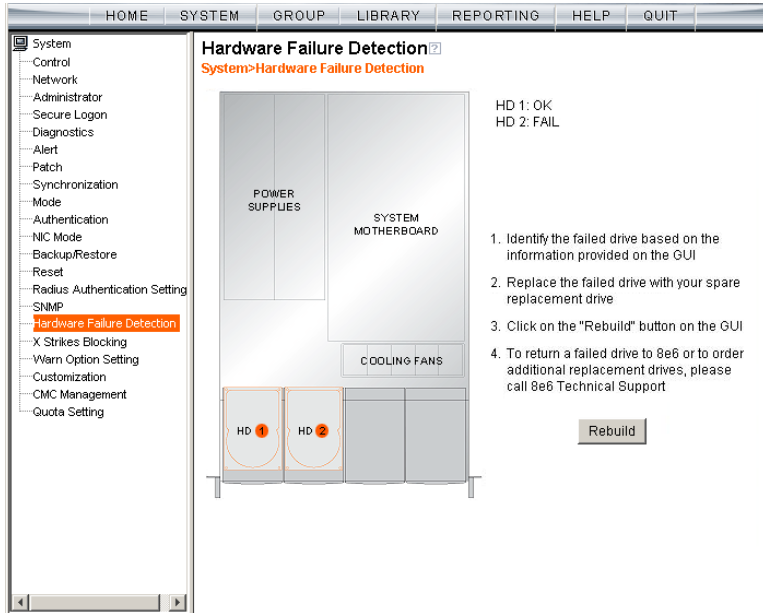 HOME SYSTEM GROUP LIBRARY REPORTING HELP QUIT
System
Control
Network
Administrator
Secure Logon
Diagnostics
Alert
Patch
Synchronization
Mode
Authentication
NIC Mode
Backup/Restore
Reset
Radius Authentication Setting
SNMP
Hardware Failure Detection
X Strikes Blocking
Warn Option Setting
Customization
CMC Management
Quota Setting
Hardware Failure Detection?
System>Hardware Failure Detection
POWER
SUPPLIES
SYSTEM
MOTHERBOARD
COOLING FANS
HD 1
HD 2
HD 1: OK
HD 2: FAIL
1. Identify the failed drive based on the
information provided on the GUI
2. Replace the failed drive with your spare
replacement drive
3. Click on the "Rebuild" button on the GUI
4. To return a failed drive to 8e6 or to order
additional replacement drives, please
call 8e6 Technical Support
Rebuild